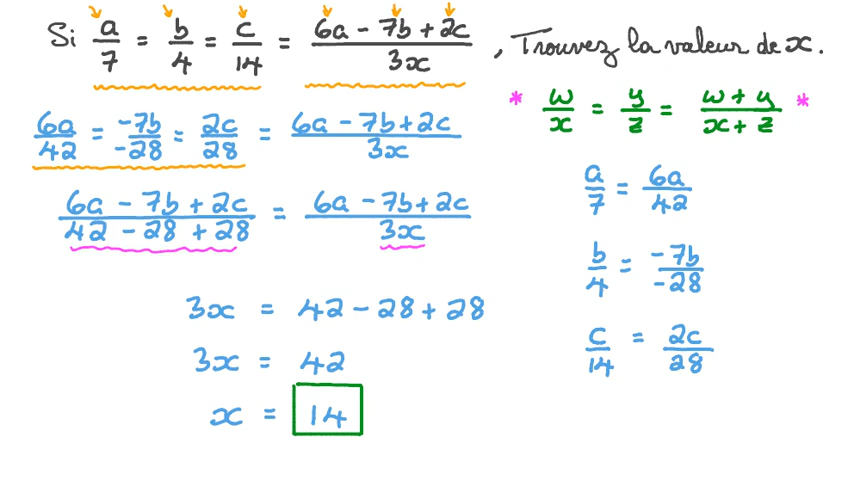 Si a/7 = b/4 = c/14 = (6a - 7b + 2c)/3x , Trouvez la valeur de x.
* w/x = y/z = (w + y)/(x + z) *
6a/42 = -7b/-28 = 2c/28 = (6a - 7b + 2c)/3x
(6a - 7b + 2c)/(42 - 28 + 28) = (6a - 7b + 2c)/3x
3x = 42 - 28 + 28
3x = 42
x = 14
a/7 = 6a/42
b/4 = -7b/-28
c/14 = 2c/28